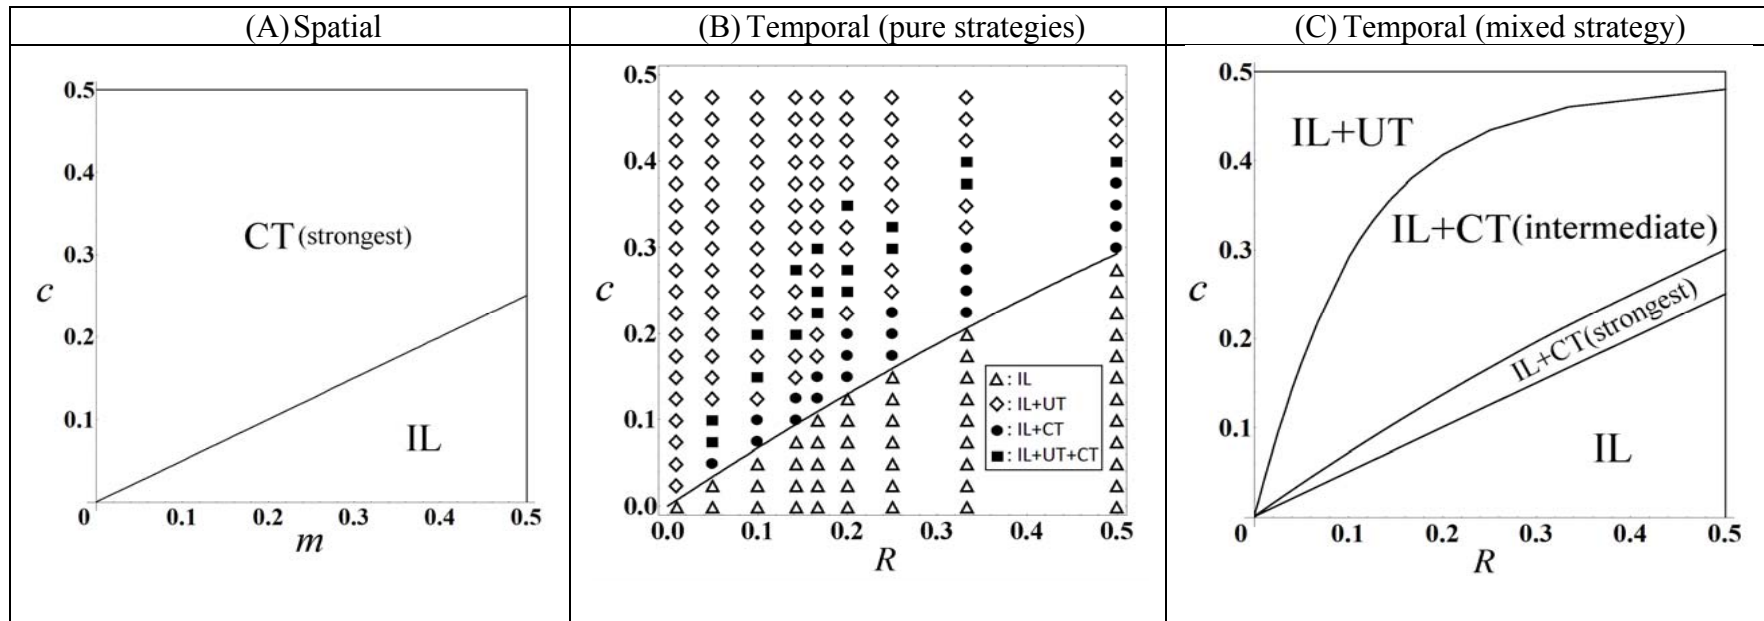 (A) Spatial
(B) Temporal (pure strategies)
(C) Temporal (mixed strategy)
0.5
0.4
0.3
0.2
0.1
0
c
CT (strongest)
IL
0.1
0.2
0.3
0.4
0.5
m
0.5
0.4
0.3
0.2
0.1
0.0
c
△: IL
◇: IL+UT
●: IL+CT
■: IL+UT+CT
0.0
0.1
0.2
0.3
0.4
0.5
R
0.5
0.4
0.3
0.2
0.1
0
c
IL+UT
IL+CT(intermediate)
IL+CT(strongest)
IL
0.1
0.2
0.3
0.4
0.5
R